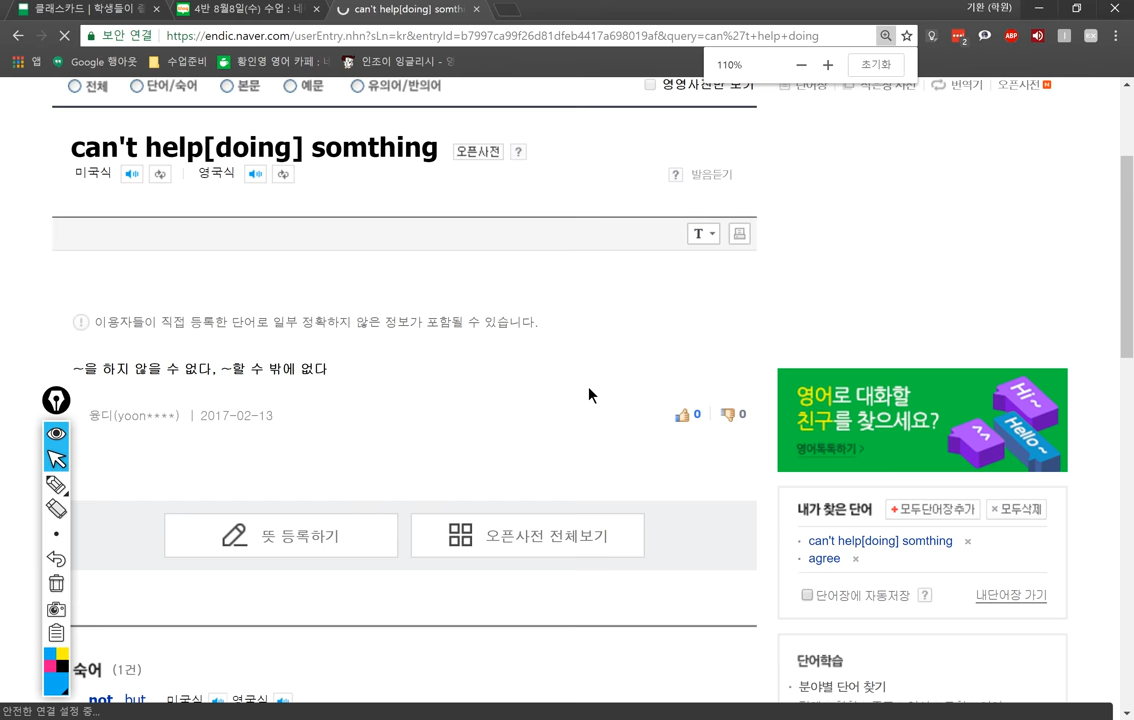 클래스카드 | 학생들이
4반 8월8일(수) 수업 : 네
can't help[doing] somth
기환 (학원)
보안 연결
https://endic.naver.com/userEntry.nhn?sLn=kr&entryId=b7997ca99f26d81dfeb4417a698019af&query=can%27t+help+doing
2
ABP
앱
Google 행아웃
수업준비
황인영 영어 카페 :
인조이 잉글리시 -
110%
초기화
전체
단어/숙어
본문
예문
유의어/반의어
영영사전만 보기
단어장
번역기
오픈사전 N
can't help[doing] somthing
오픈사전 ?
미국식
영국식
? 발음듣기
T
이용자들이 직접 등록한 단어로 일부 정확하지 않은 정보가 포함될 수 있습니다.
~을 하지 않을 수 없다, ~할 수 밖에 없다
융디(yoon****) | 2017-02-13
0
0
영어로 대화할
친구를 찾으세요?
영어톡톡하기 >
Hi~
^^
Hello~
내가 찾은 단어
+모두단어장추가
×모두삭제
can't help[doing] somthing ×
agree ×
단어장에 자동저장 ?
내단어장 가기
뜻 등록하기
오픈사전 전체보기
단어학습
분야별 단어 찾기
숙어 (1건)
not
but
미국식
영국식
안전한 연결 설정 중...